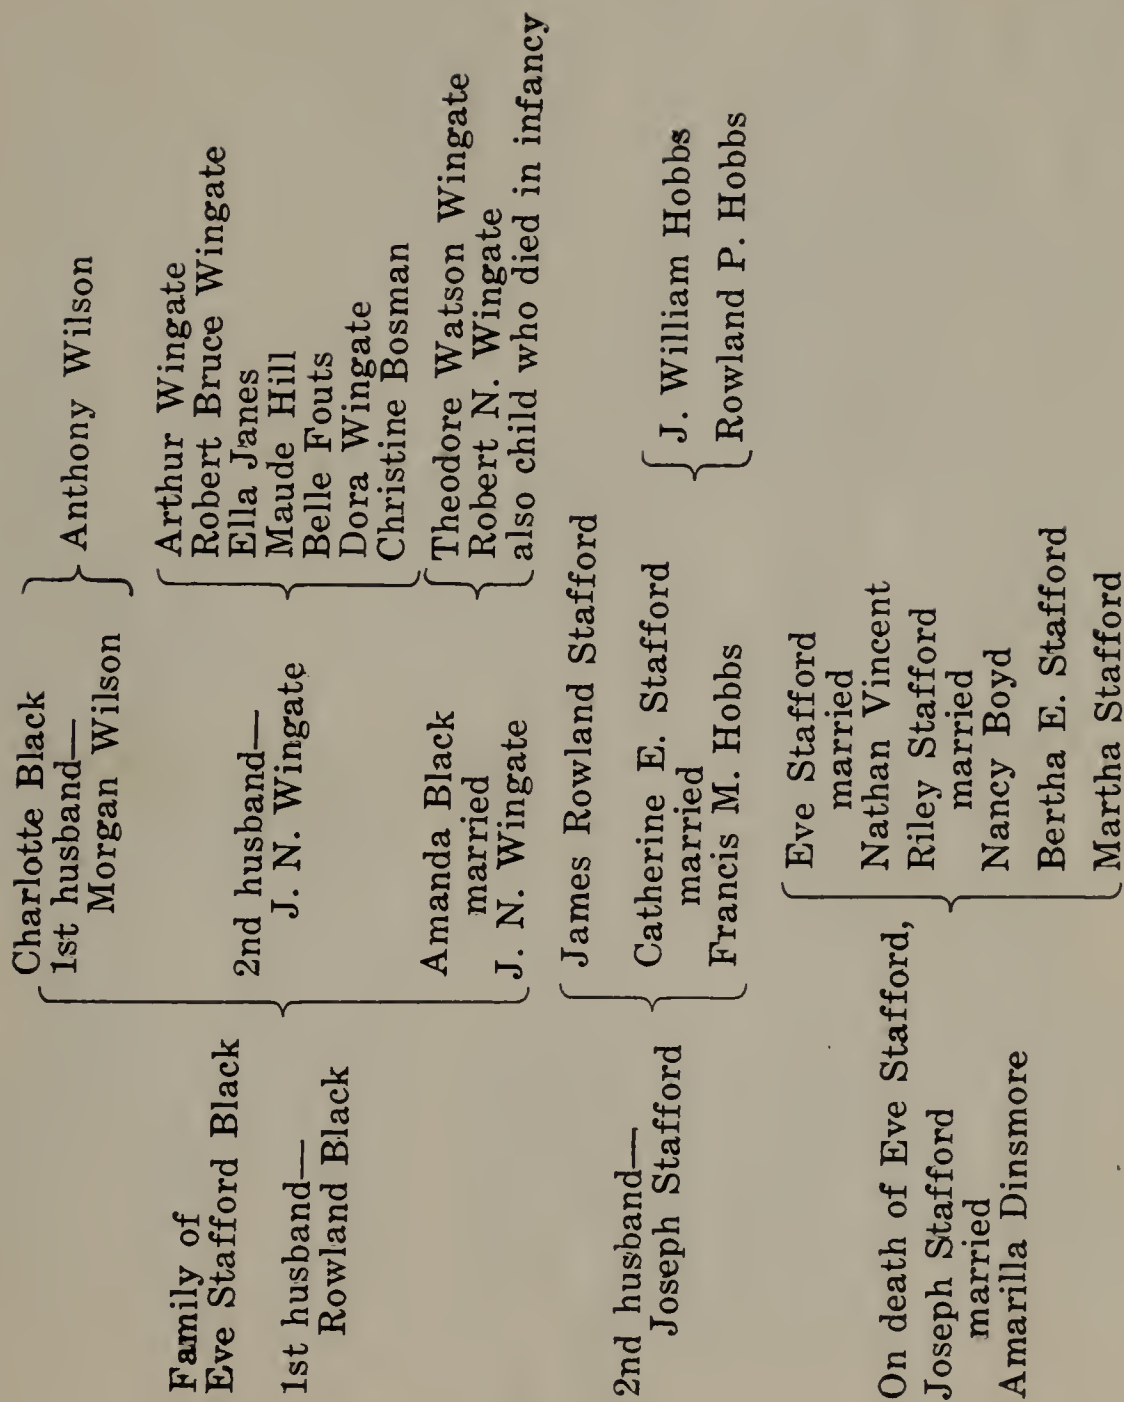 Family of
Eve Stafford Black
1st husband—
Rowland Black
Charlotte Black
1st husband—
Morgan Wilson
Anthony Wilson
2nd husband—
J. N. Wingate
Arthur Wingate
Robert Bruce Wingate
Ella Janes
Maude Hill
Belle Fouts
Dora Wingate
Christine Bosman
Amanda Black
married
J. N. Wingate
Theodore Watson Wingate
Robert N. Wingate
also child who died in infancy
2nd husband—
Joseph Stafford
James Rowland Stafford
Catherine E. Stafford
married
Francis M. Hobbs
J. William Hobbs
Rowland P. Hobbs
On death of Eve Stafford,
Joseph Stafford
married
Amarilla Dinsmore
Eve Stafford
married
Nathan Vincent
Riley Stafford
married
Nancy Boyd
Bertha E. Stafford
Martha Stafford